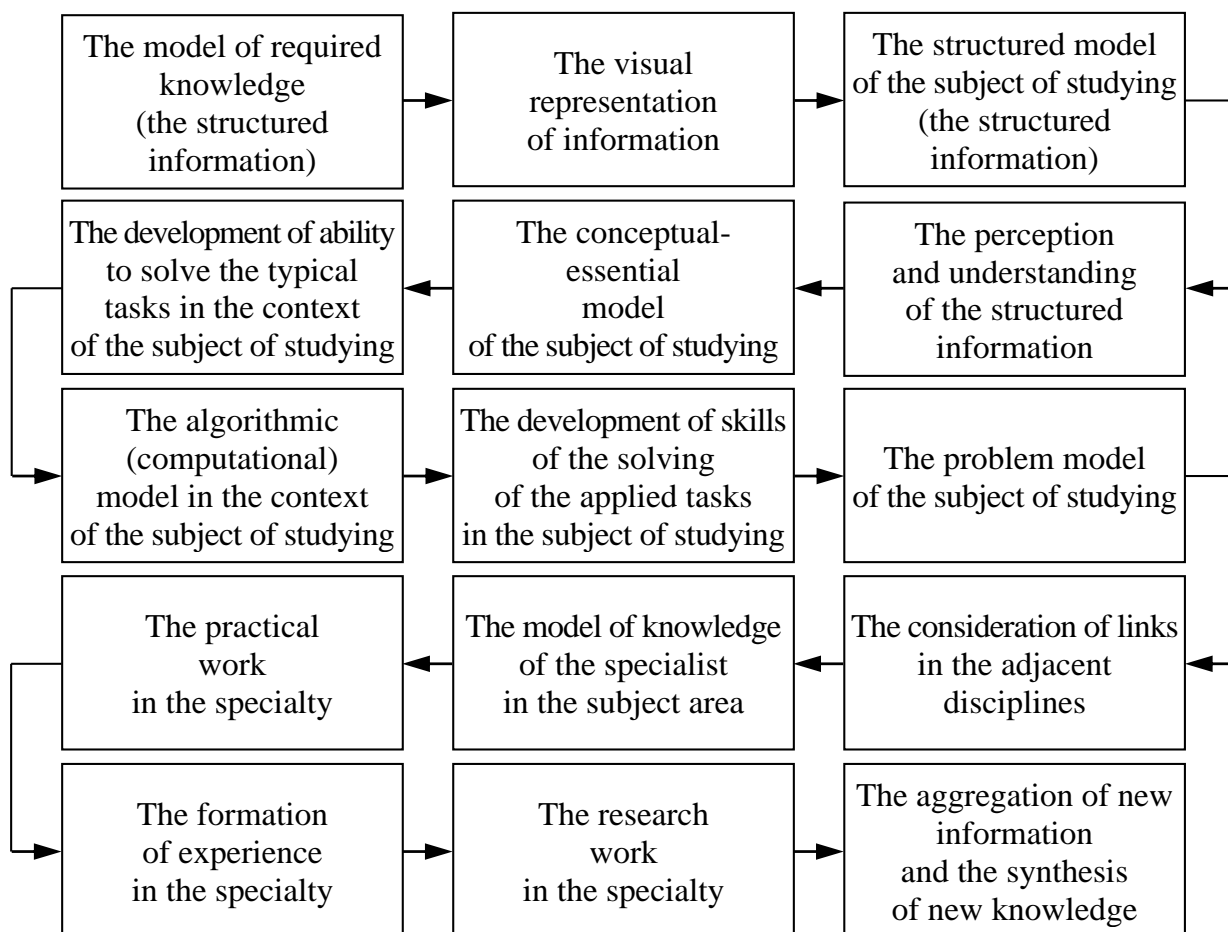 The model of required
knowledge
(the structured
information)
The visual
representation
of information
The structured model
of the subject of studying
(the structured
information)
The perception
and understanding
of the structured
information
The conceptual-
essential
model
of the subject of studying
The development of ability
to solve the typical
tasks in the context
of the subject of studying
The algorithmic
(computational)
model in the context
of the subject of studying
The development of skills
of the solving
of the applied tasks
in the subject of studying
The problem model
of the subject of studying
The consideration of links
in the adjacent
disciplines
The model of knowledge
of the specialist
in the subject area
The practical
work
in the specialty
The formation
of experience
in the specialty
The research
work
in the specialty
The aggregation of new
information
and the synthesis
of new knowledge